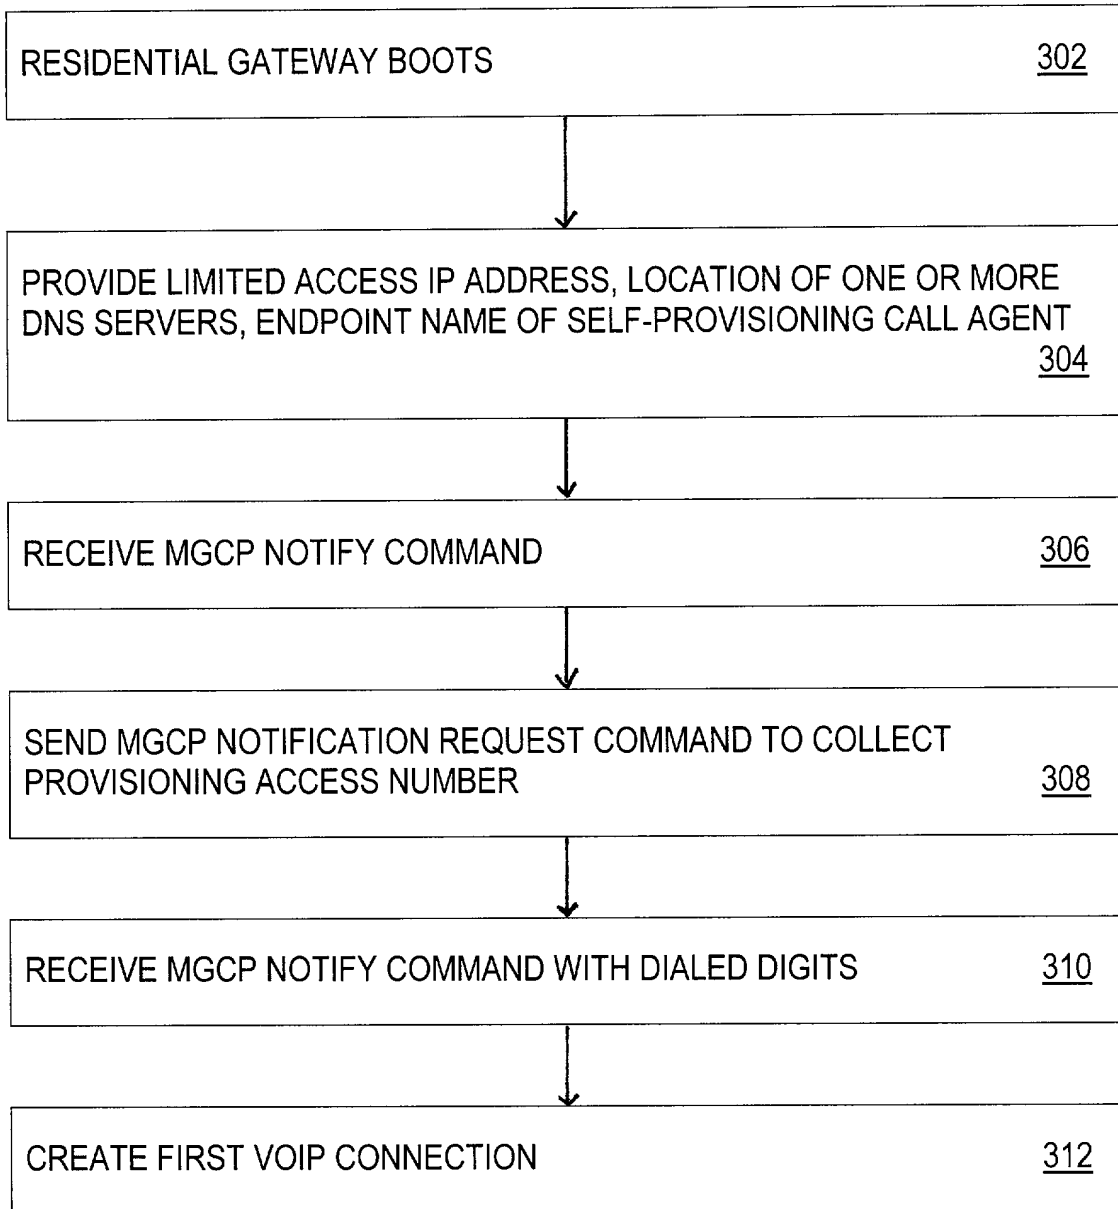 RESIDENTIAL GATEWAY BOOTS 302
PROVIDE LIMITED ACCESS IP ADDRESS, LOCATION OF ONE OR MORE
DNS SERVERS, ENDPOINT NAME OF SELF-PROVISIONING CALL AGENT
304
RECEIVE MGCP NOTIFY COMMAND 306
SEND MGCP NOTIFICATION REQUEST COMMAND TO COLLECT
PROVISIONING ACCESS NUMBER 308
RECEIVE MGCP NOTIFY COMMAND WITH DIALED DIGITS 310
CREATE FIRST VOIP CONNECTION 312